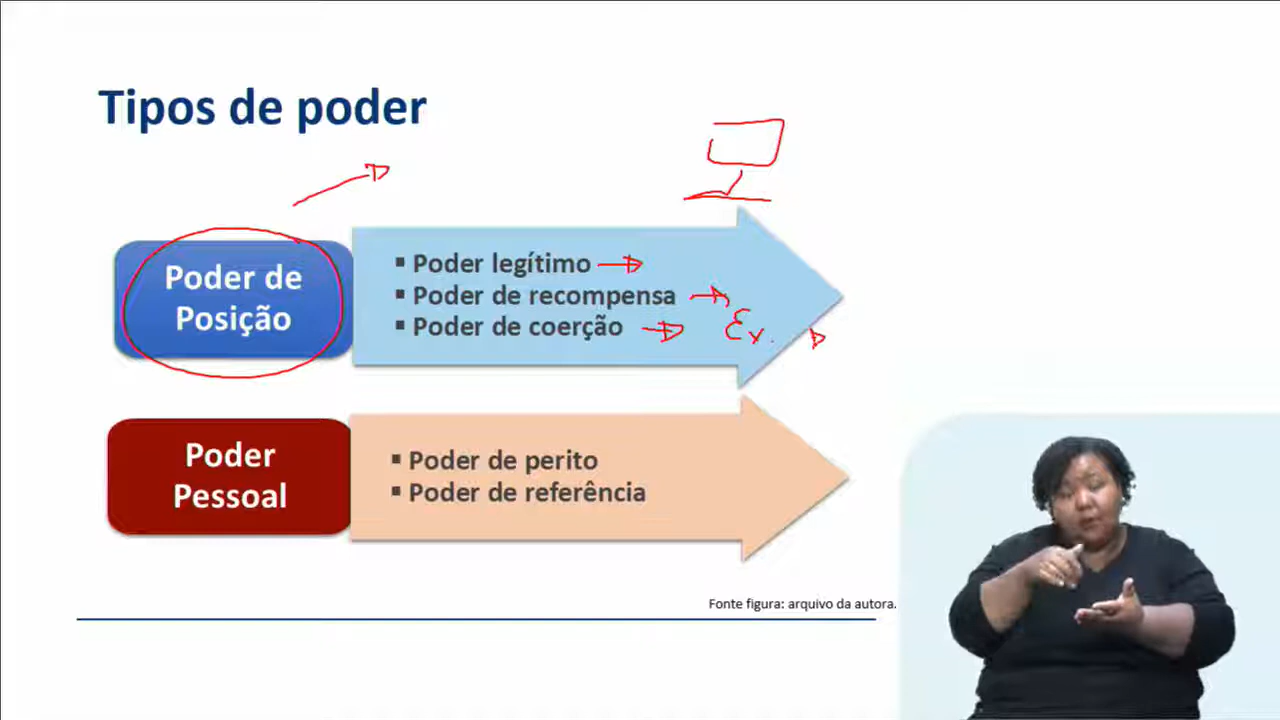 Tipos de poder
Poder de
Posição
▪ Poder legítimo
▪ Poder de recompensa
▪ Poder de coerção
Ex.
Poder
Pessoal
▪ Poder de perito
▪ Poder de referência
Fonte figura: arquivo da autora.